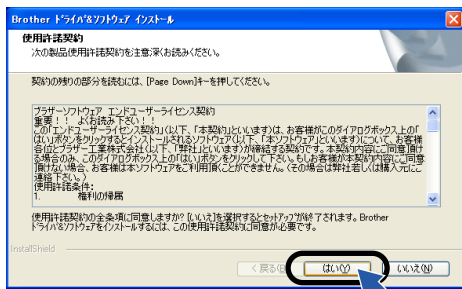 Brother ﾄﾞﾗｲﾊﾞ&ｿﾌﾄｳｪｱ ｲﾝｽﾄｰﾙ
使用許諾契約
次の製品使用許諾契約を注意深くお読みください。
契約の残りの部分を読むには、[Page Down]キーを押してください。
ブラザーソフトウェア エンドユーザーライセンス契約
重要！！ よくお読み下さい！！
この「エンドユーザーライセンス契約」(以下、「本契約」といいます)は、お客様がこのダイアログボックス上の「
はい」ボタンをクリックするとインストールされるソフトウェア(以下、「本ソフトウェア」といいます)について、お客様
各位とブラザー工業株式会社(以下、「弊社」といいます)が締結する契約です。本契約内容にご同意頂け
る場合のみ、このダイアログボックス上の「はい」ボタンをクリックして下さい。もしお客様が本契約内容にご同意
頂けない場合、お客様は本ソフトウェアをご利用頂くことができません。(その場合は弊社若しくは購入元にご
連絡下さい。)
使用許諾条件:
1. 権利の帰属
使用許諾契約の全条項に同意しますか? [いいえ]を選択するとｾｯﾄｱｯﾌﾟが終了されます。Brother
ﾄﾞﾗｲﾊﾞ&ｿﾌﾄｳｪｱをｲﾝｽﾄｰﾙするには、この使用許諾契約に同意が必要です。
InstallShield
< 戻る(B) はい(Y) いいえ(N)